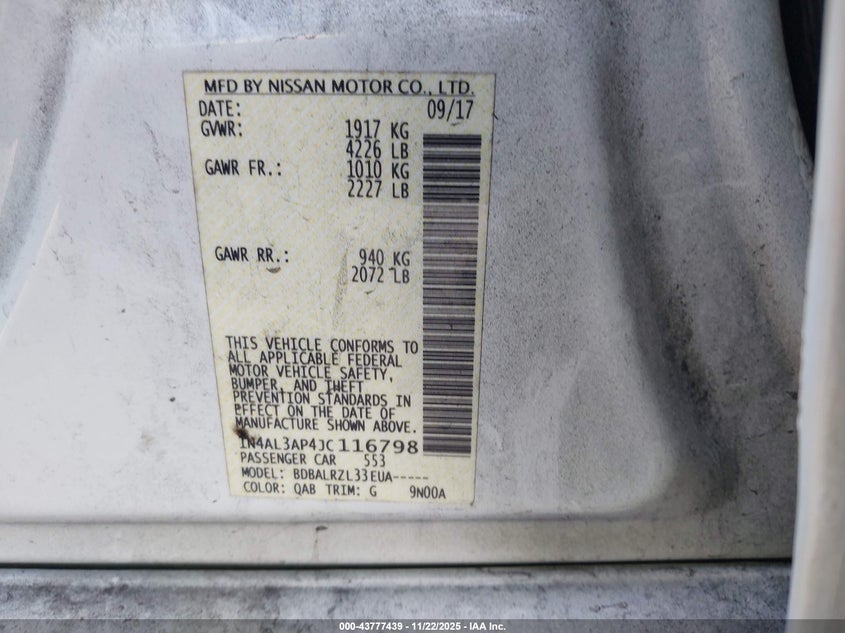 MFD BY NISSAN MOTOR CO., LTD.
DATE: 09/17
GVWR: 1917 KG
4226 LB
GAWR FR.: 1010 KG
2227 LB
GAWR RR.: 940 KG
2072 LB
THIS VEHICLE CONFORMS TO
ALL APPLICABLE FEDERAL
MOTOR VEHICLE SAFETY,
BUMPER, AND THEFT
PREVENTION STANDARDS IN
EFFECT ON THE DATE OF
MANUFACTURE SHOWN ABOVE.
1N4AL3AP4JC116798
PASSENGER CAR 553
MODEL: BDBALRZL33EUA-----
COLOR: QAB TRIM: G 9N00A
000-43777439 - 11/22/2025 - IAA Inc.